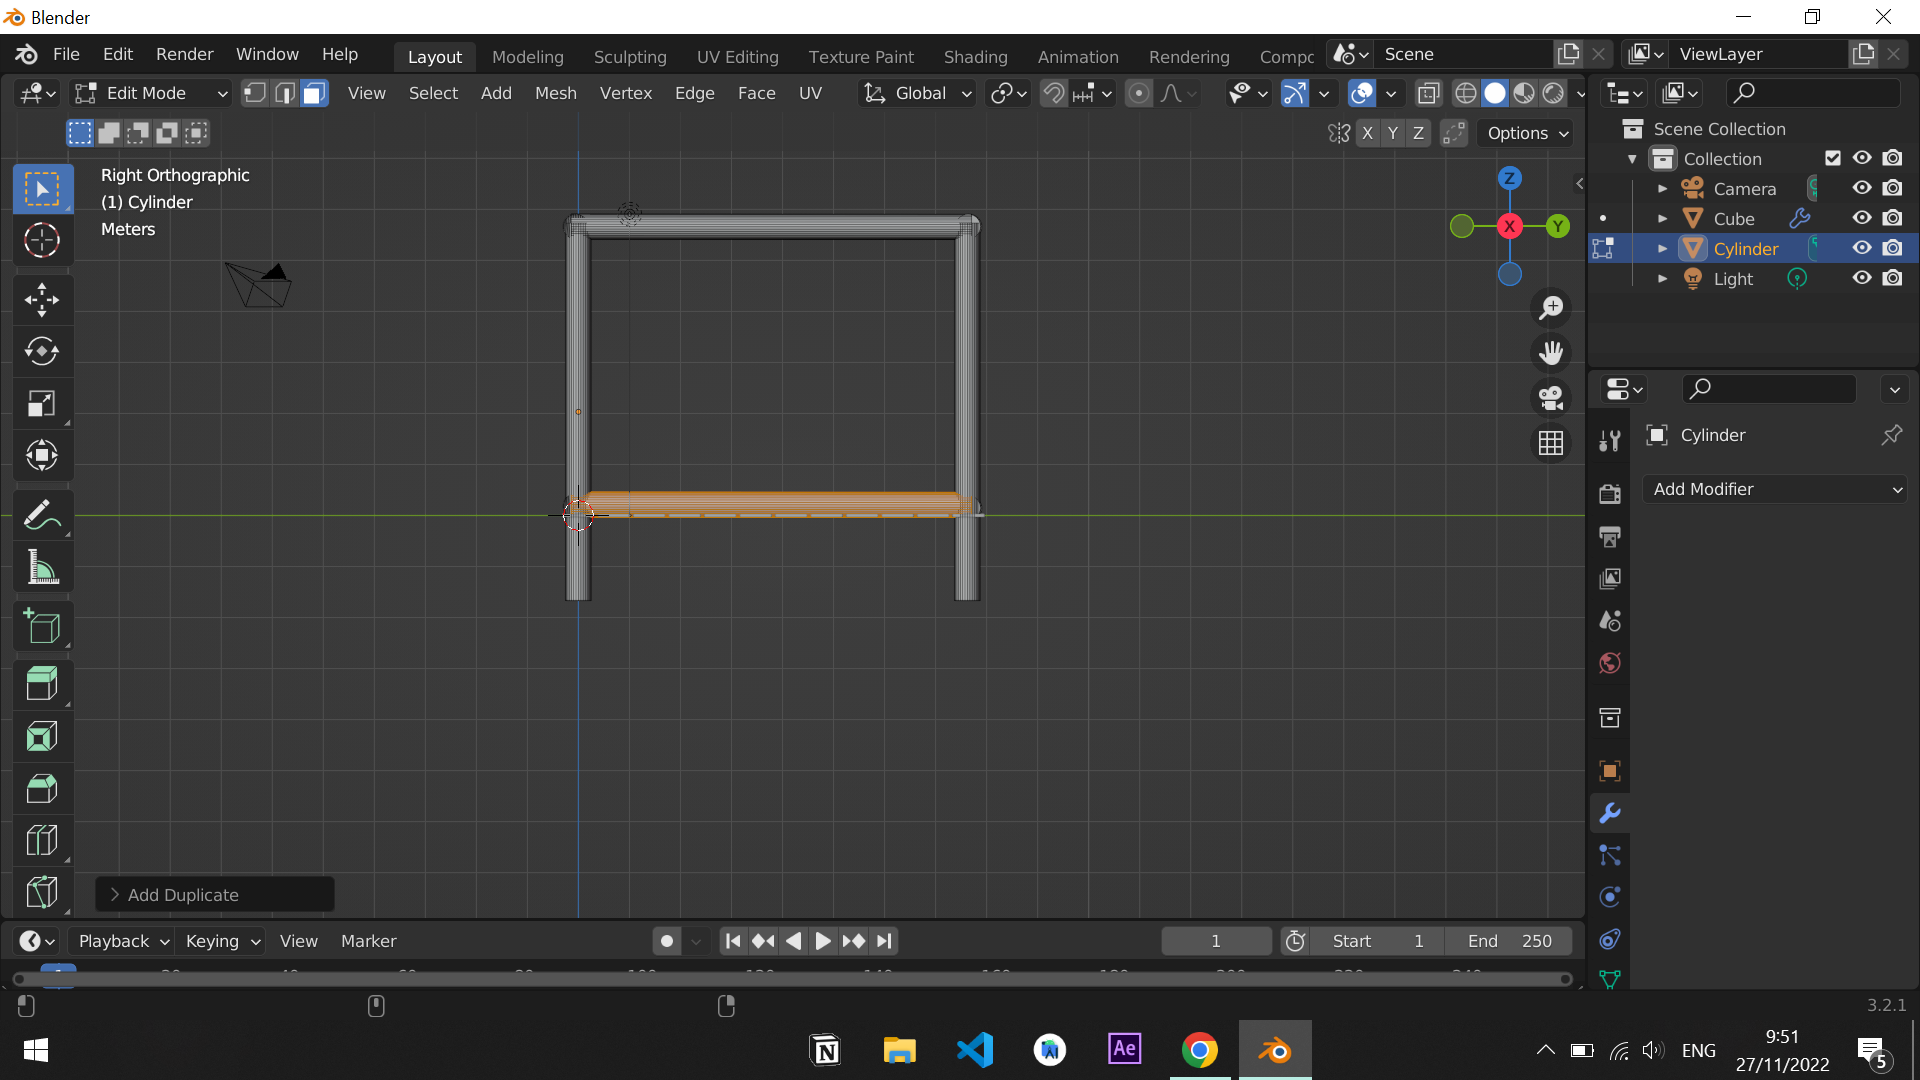 Blender
File Edit Render Window Help Layout Modeling Sculpting UV Editing Texture Paint Shading Animation Rendering Compc Scene ViewLayer
Edit Mode View Select Add Mesh Vertex Edge Face UV Global
X Y Z Options
Right Orthographic
(1) Cylinder
Meters
Z
X
Y
Scene Collection
Collection
Camera
Cube
Cylinder
Light
Cylinder
Add Modifier
Add Duplicate
Playback Keying View Marker 1 Start 1 End 250
3.2.1
N
Ae
ENG
9:51
27/11/2022
5